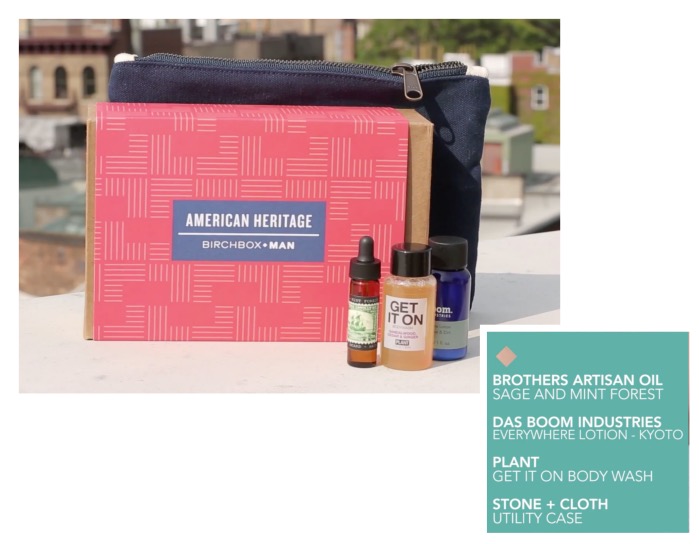 AMERICAN HERITAGE
BIRCHBOX•MAN
GET
IT ON
PLANT
oom.
BROTHERS ARTISAN OIL
SAGE AND MINT FOREST
DAS BOOM INDUSTRIES
EVERYWHERE LOTION - KYOTO
PLANT
GET IT ON BODY WASH
STONE + CLOTH
UTILITY CASE